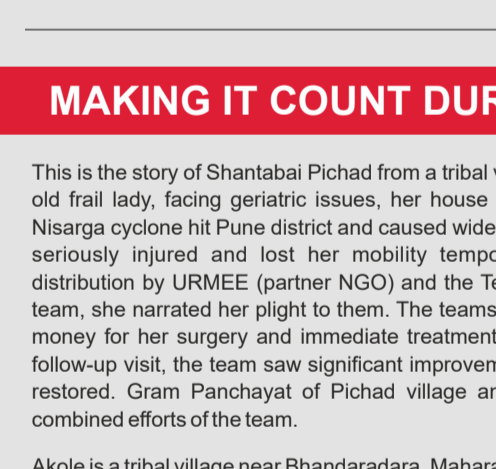 MAKING IT COUNT DUR
This is the story of Shantabai Pichad from a tribal
old frail lady, facing geriatric issues, her house
Nisarga cyclone hit Pune district and caused wide
seriously injured and lost her mobility tempo
distribution by URMEE (partner NGO) and the Te
team, she narrated her plight to them. The teams
money for her surgery and immediate treatment
follow-up visit, the team saw significant improvem
restored. Gram Panchayat of Pichad village ar
combined efforts of the team.
Akole is a tribal village near Bhandaradara, Mahara